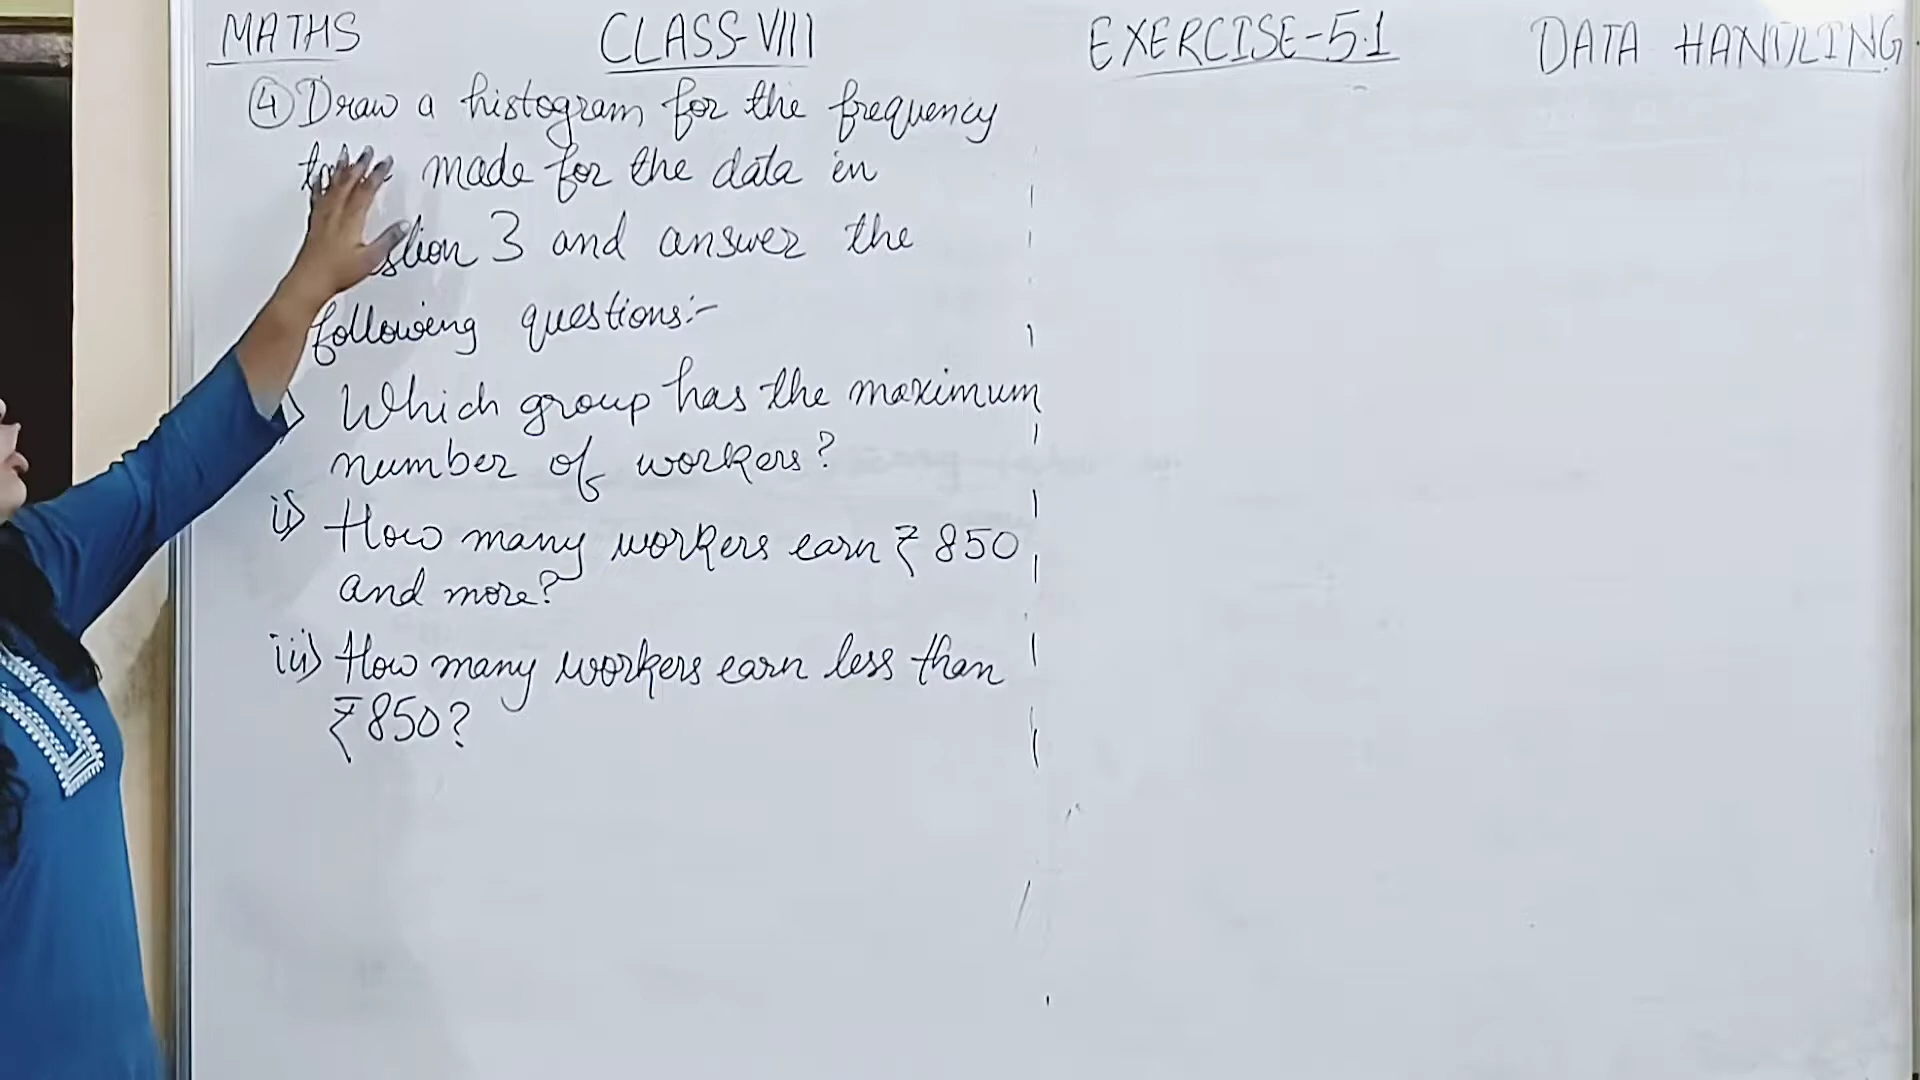 MATHS CLASS-VIII EXERCISE-5.1 DATA HANDLING
④ Draw a histogram for the frequency
made for the data in
3 and answer the
following questions:-
Which group has the maximum
number of workers?
ii) How many workers earn ₹850
and more?
iii) How many workers earn less than
₹850?